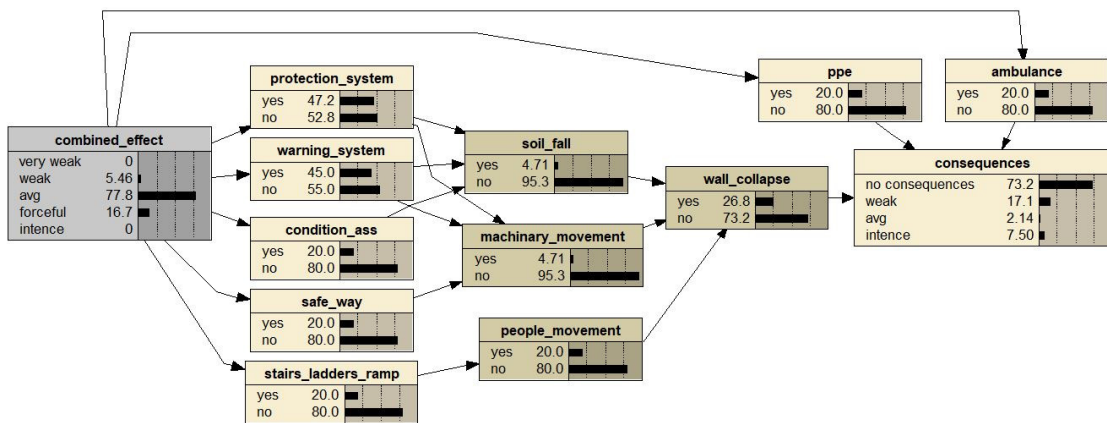 combined_effect
very weak 0
weak 5.46
avg 77.8
forceful 16.7
intence 0
protection_system
yes 47.2
no 52.8
warning_system
yes 45.0
no 55.0
condition_ass
yes 20.0
no 80.0
safe_way
yes 20.0
no 80.0
stairs_ladders_ramp
yes 20.0
no 80.0
soil_fall
yes 4.71
no 95.3
machinary_movement
yes 4.71
no 95.3
people_movement
yes 20.0
no 80.0
wall_collapse
yes 26.8
no 73.2
ppe
yes 20.0
no 80.0
ambulance
yes 20.0
no 80.0
consequences
no consequences 73.2
weak 17.1
avg 2.14
intence 7.50